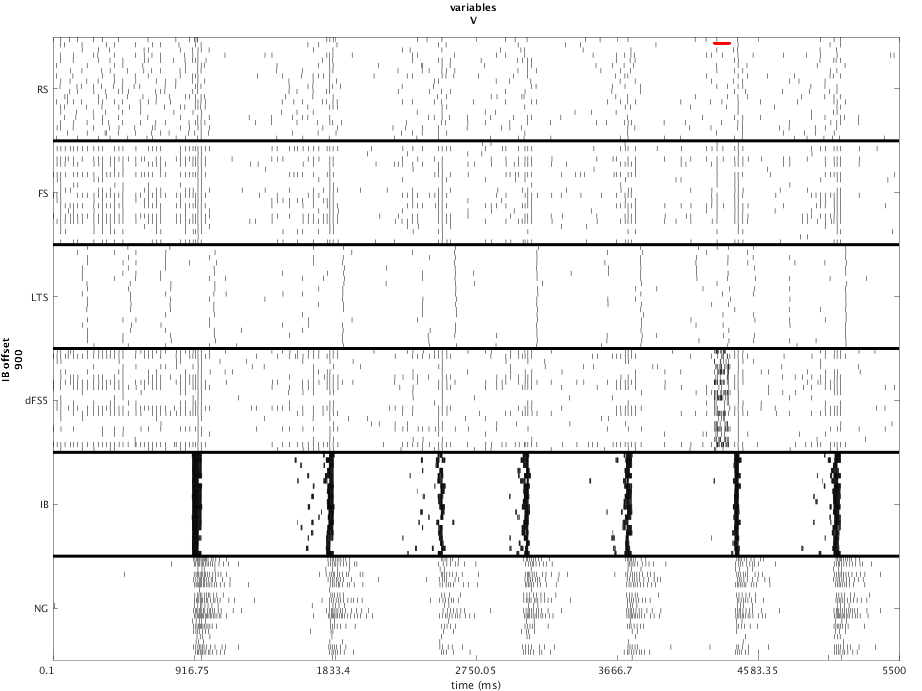 variables
V
RS
FS
LTS
IB offset
900
dFS5
IB
NG
0.1 916.75 1833.4 2750.05 3666.7 4583.35 5500
time (ms)